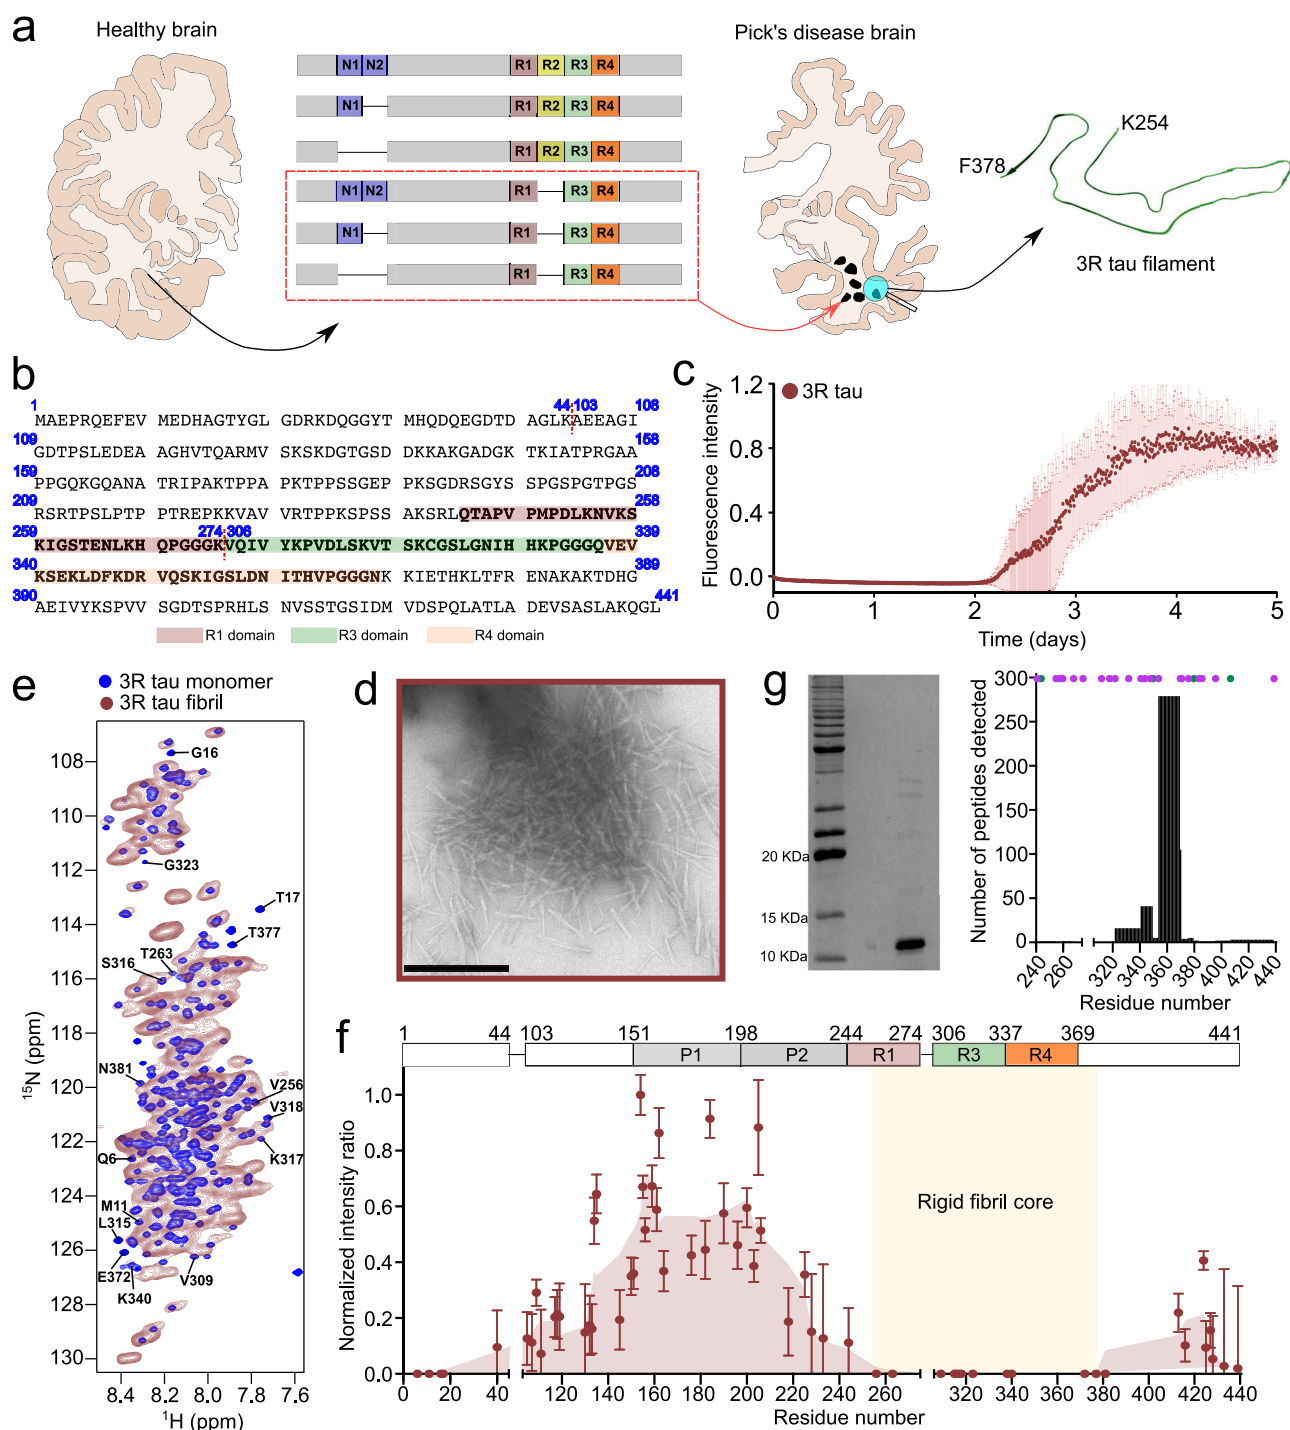 a
Healthy brain
Pick's disease brain
N1 N2 R1 R2 R3 R4
N1 R1 R2 R3 R4
R1 R2 R3 R4
N1 N2 R1 R3 R4
N1 R1 R3 R4
R1 R3 R4
K254
F378
3R tau filament
b
1 44 103 108
MAEPRQEFEV MEDHAGTYGL GDRKDQGGYT MHQDQEGDTD AGLKAEEAGI
109 158
GDTPSLEDEA AGHVTQARMV SKSKDGTGSD DKKAKGADGK TKIATPRGAA
159 208
PPGQKGQANA TRIPAKTPPA PKTPPSSGEP PKSGDRSGYS SPGSPGTPGS
209 258
RSRTPSLPTP PTREPKKVAV VRTPPKSPSS AKSRLQTAPV PMPDLKNVKS
259 274 306 339
KIGSTENLKH QPGGGKVQIV YKPVDLSKVT SKCGSLGNIH HKPGGGQVEV
340 389
KSEKLDFKDR VQSKIGSLDN ITHVPGGGNK KIETHKLTFR ENAKAKTDHG
390 441
AEIVYKSPVV SGDTSPRHLS NVSSTGSIDM VDSPQLATLA DEVSASLAKQGL
R1 domain R3 domain R4 domain
c
3R tau
Fluorescence intensity
1.2
0.8
0.4
0.0
0 1 2 3 4 5
Time (days)
e
3R tau monomer
3R tau fibril
15N (ppm)
108
110
112
114
116
118
120
122
124
126
128
130
G16
G323
T17
T377
T263
S316
N381
V256
V318
Q6
K317
M11
L315
E372
V309
K340
8.4 8.2 8.0 7.8 7.6
1H (ppm)
d
g
20 KDa
15 KDa
10 KDa
Number of peptides detected
300
250
200
150
100
50
0
240 260 320 340 360 380 400 420 440
Residue number
f
1 44 103 151 198 244 274 306 337 369 441
P1 P2 R1 R3 R4
Normalized intensity ratio
1.0
0.8
0.6
0.4
0.2
0.0
Rigid fibril core
0 20 40 120 140 160 180 200 220 240 260 320 340 360 380 400 420 440
Residue number